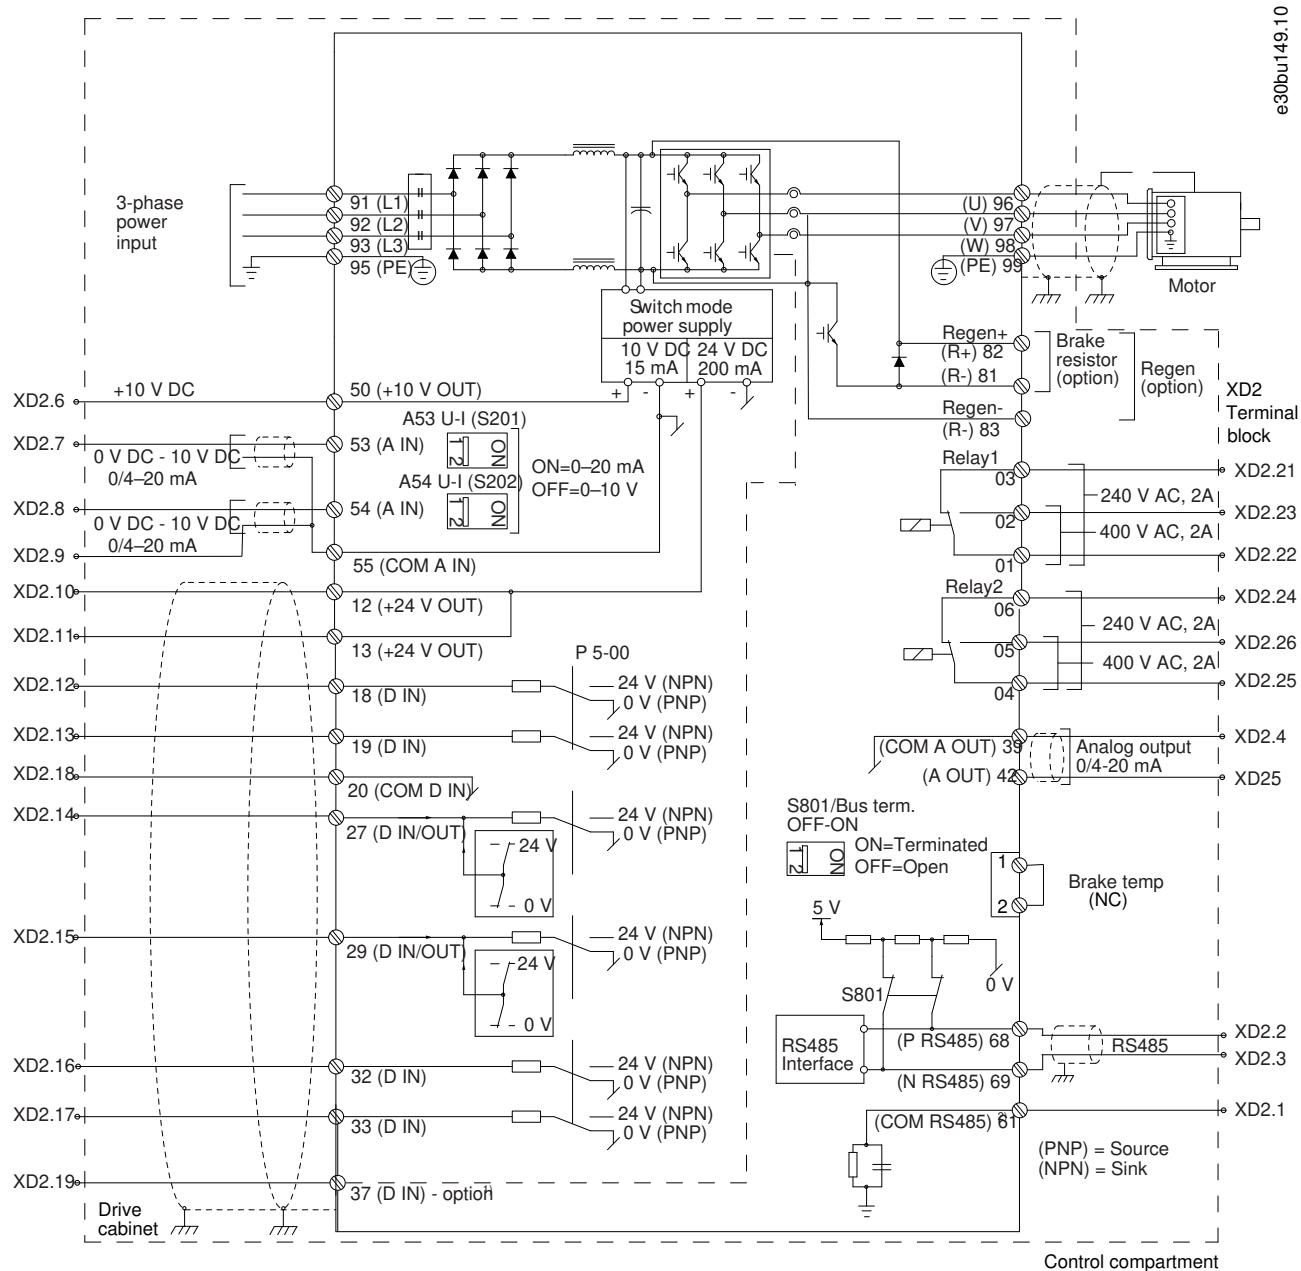 e30bu149.10
3-phase
power
input
91 (L1)
92 (L2)
93 (L3)
95 (PE)
(U) 96
(V) 97
(W) 98
(PE) 99
Motor
Switch mode
power supply
10 V DC
15 mA
24 V DC
200 mA
+ - + -
Regen+
(R+) 82
(R-) 81
Regen-
(R-) 83
Brake
resistor
(option)
Regen
(option)
XD2
Terminal
block
XD2.6
+10 V DC
50 (+10 V OUT)
A53 U-I (S201)
1 2
ON
XD2.7
0 V DC - 10 V DC
0/4–20 mA
53 (A IN)
A54 U-I (S202)
1 2
ON
ON=0–20 mA
OFF=0–10 V
XD2.8
0 V DC - 10 V DC
0/4–20 mA
54 (A IN)
XD2.9
55 (COM A IN)
XD2.10
12 (+24 V OUT)
XD2.11
13 (+24 V OUT)
P 5-00
XD2.12
18 (D IN)
24 V (NPN)
0 V (PNP)
XD2.13
19 (D IN)
24 V (NPN)
0 V (PNP)
XD2.18
20 (COM D IN)
XD2.14
27 (D IN/OUT)
24 V (NPN)
0 V (PNP)
24 V
0 V
XD2.15
29 (D IN/OUT)
24 V (NPN)
0 V (PNP)
24 V
0 V
XD2.16
32 (D IN)
24 V (NPN)
0 V (PNP)
XD2.17
33 (D IN)
24 V (NPN)
0 V (PNP)
XD2.19
37 (D IN) - option 1)
Drive
cabinet
Relay1
03
02
01
240 V AC, 2A
400 V AC, 2A
XD2.21
XD2.23
XD2.22
Relay2
06
05
04
240 V AC, 2A
400 V AC, 2A
XD2.24
XD2.26
XD2.25
(COM A OUT) 39
(A OUT) 42
Analog output
0/4-20 mA
XD2.4
XD25
S801/Bus term.
OFF-ON
1 2
ON
ON=Terminated
OFF=Open
1
2
Brake temp
(NC)
5 V
0 V
S801
RS485
Interface
(P RS485) 68
(N RS485) 69
RS485
XD2.2
XD2.3
(COM RS485) 61
2)
XD2.1
(PNP) = Source
(NPN) = Sink
Control compartment